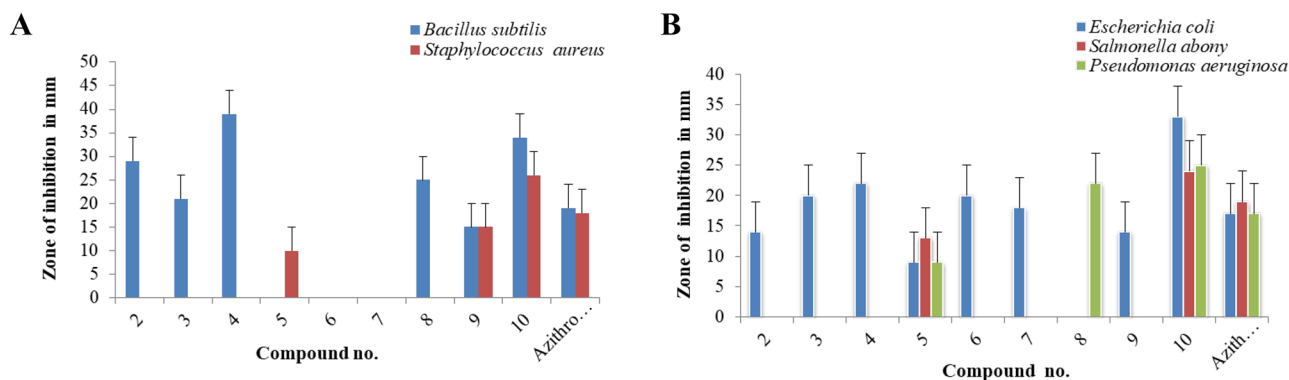 A
Bacillus subtilis
Staphylococcus aureus
Zone of inhibition in mm
50
45
40
35
30
25
20
15
10
5
0
2 3 4 5 6 7 8 9 10 Azithro…
Compound no.
B
Escherichia coli
Salmonella abony
Pseudomonas aeruginosa
Zone of inhibition in mm
40
35
30
25
20
15
10
5
0
2 3 4 5 6 7 8 9 10 Azith…
Compound no.